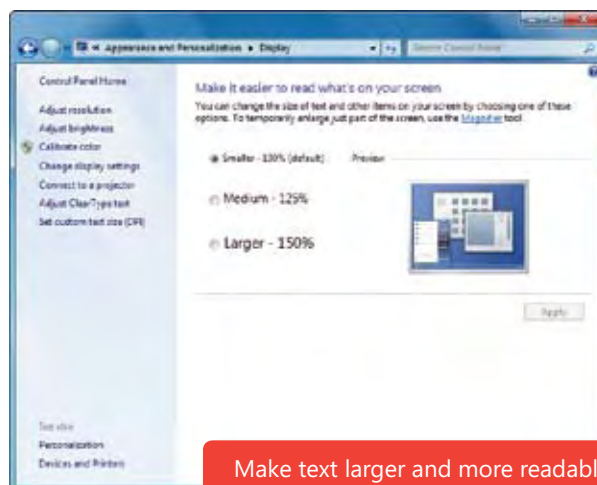 « Appearance and Personalization ▸ Display
Search Control Panel
Control Panel Home
Adjust resolution
Adjust brightness
Calibrate color
Change display settings
Connect to a projector
Adjust ClearType text
Set custom text size (DPI)
See also
Personalization
Devices and Printers
Make it easier to read what's on your screen
You can change the size of text and other items on your screen by choosing one of these
options. To temporarily enlarge just part of the screen, use the Magnifier tool.
Smaller - 100% (default)
Preview
Medium - 125%
Larger - 150%
Apply
Make text larger and more readabl